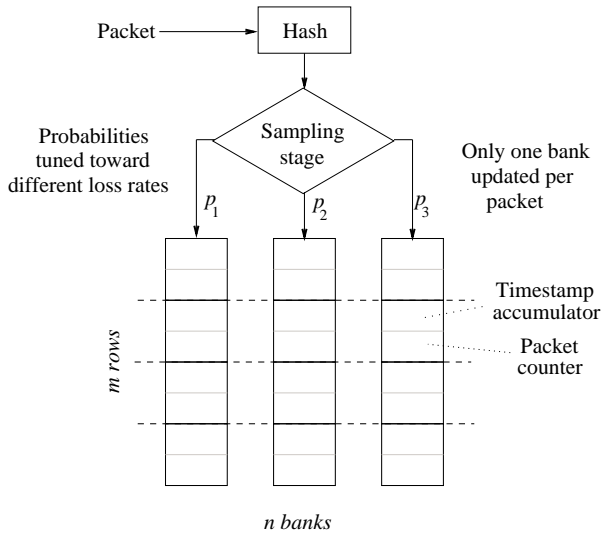 Packet
Hash
Sampling
stage
Probabilities
tuned toward
different loss rates
Only one bank
updated per
packet
p1
p2
p3
Timestamp
accumulator
Packet
counter
m rows
n banks